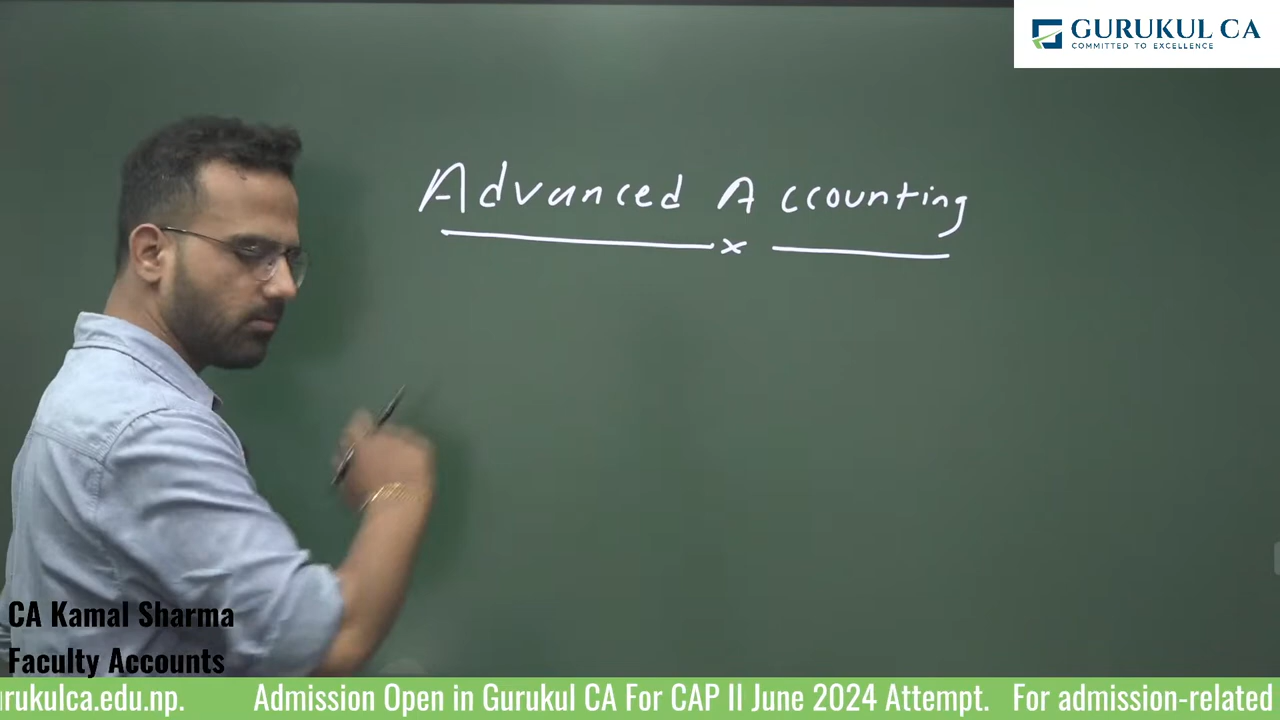 GURUKUL CA
COMMITTED TO EXCELLENCE
Advanced Accounting
x
CA Kamal Sharma
Faculty Accounts
rukulca.edu.np. Admission Open in Gurukul CA For CAP II June 2024 Attempt. For admission-related